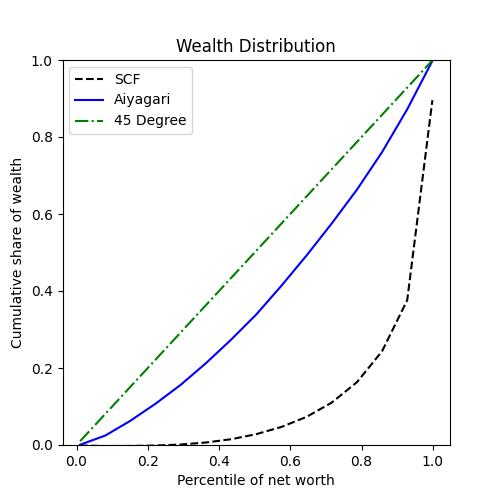 Wealth Distribution
SCF
Aiyagari
45 Degree
1.0
0.8
0.6
0.4
0.2
0.0
Cumulative share of wealth
0.0 0.2 0.4 0.6 0.8 1.0
Percentile of net worth